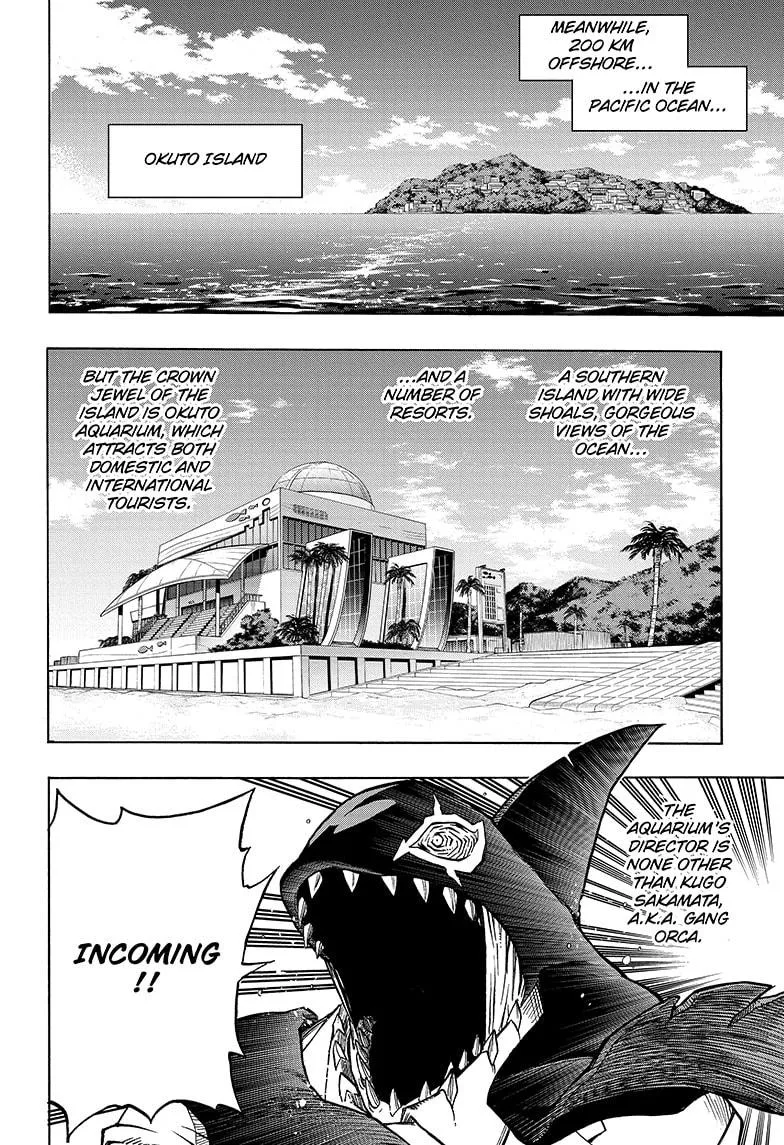 MEANWHILE,
200 KM
OFFSHORE...
...IN THE
PACIFIC OCEAN...
OKUTO ISLAND
A SOUTHERN
ISLAND WITH WIDE
SHOALS, GORGEOUS
VIEWS OF THE
OCEAN...
...AND A
NUMBER OF
RESORTS.
BUT THE CROWN
JEWEL OF THE
ISLAND IS OKUTO
AQUARIUM, WHICH
ATTRACTS BOTH
DOMESTIC AND
INTERNATIONAL
TOURISTS.
THE
AQUARIUM'S
DIRECTOR IS
NONE OTHER
THAN KUGO
SAKAMATA,
A.K.A. GANG
ORCA.
INCOMING
!!